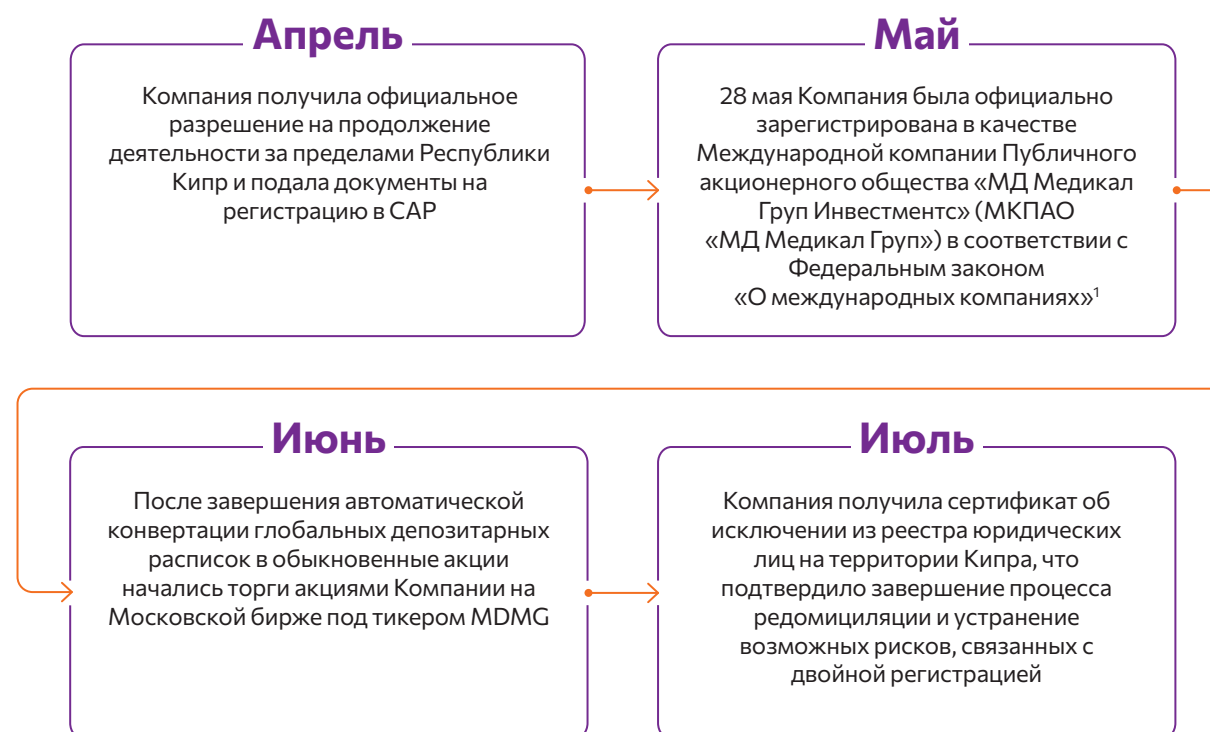 Апрель
Компания получила официальное
разрешение на продолжение
деятельности за пределами Республики
Кипр и подала документы на
регистрацию в САР
Май
28 мая Компания была официально
зарегистрирована в качестве
Международной компании Публичного
акционерного общества «МД Медикал
Груп Инвестментс» (МКПАО
«МД Медикал Груп») в соответствии с
Федеральным законом
«О международных компаниях»¹
Июнь
После завершения автоматической
конвертации глобальных депозитарных
расписок в обыкновенные акции
начались торги акциями Компании на
Московской бирже под тикером MDMG
Июль
Компания получила сертификат об
исключении из реестра юридических
лиц на территории Кипра, что
подтвердило завершение процесса
редомициляции и устранение
возможных рисков, связанных с
двойной регистрацией